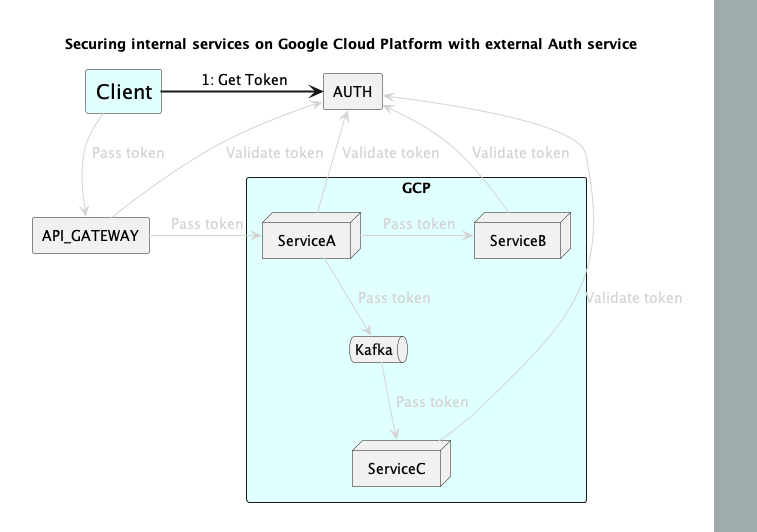 Securing internal services on Google Cloud Platform with external Auth service
Client
1: Get Token
AUTH
Pass token
Validate token
Validate token
Validate token
GCP
API_GATEWAY
Pass token
ServiceA
Pass token
ServiceB
Pass token
Validate token
Kafka
Pass token
ServiceC